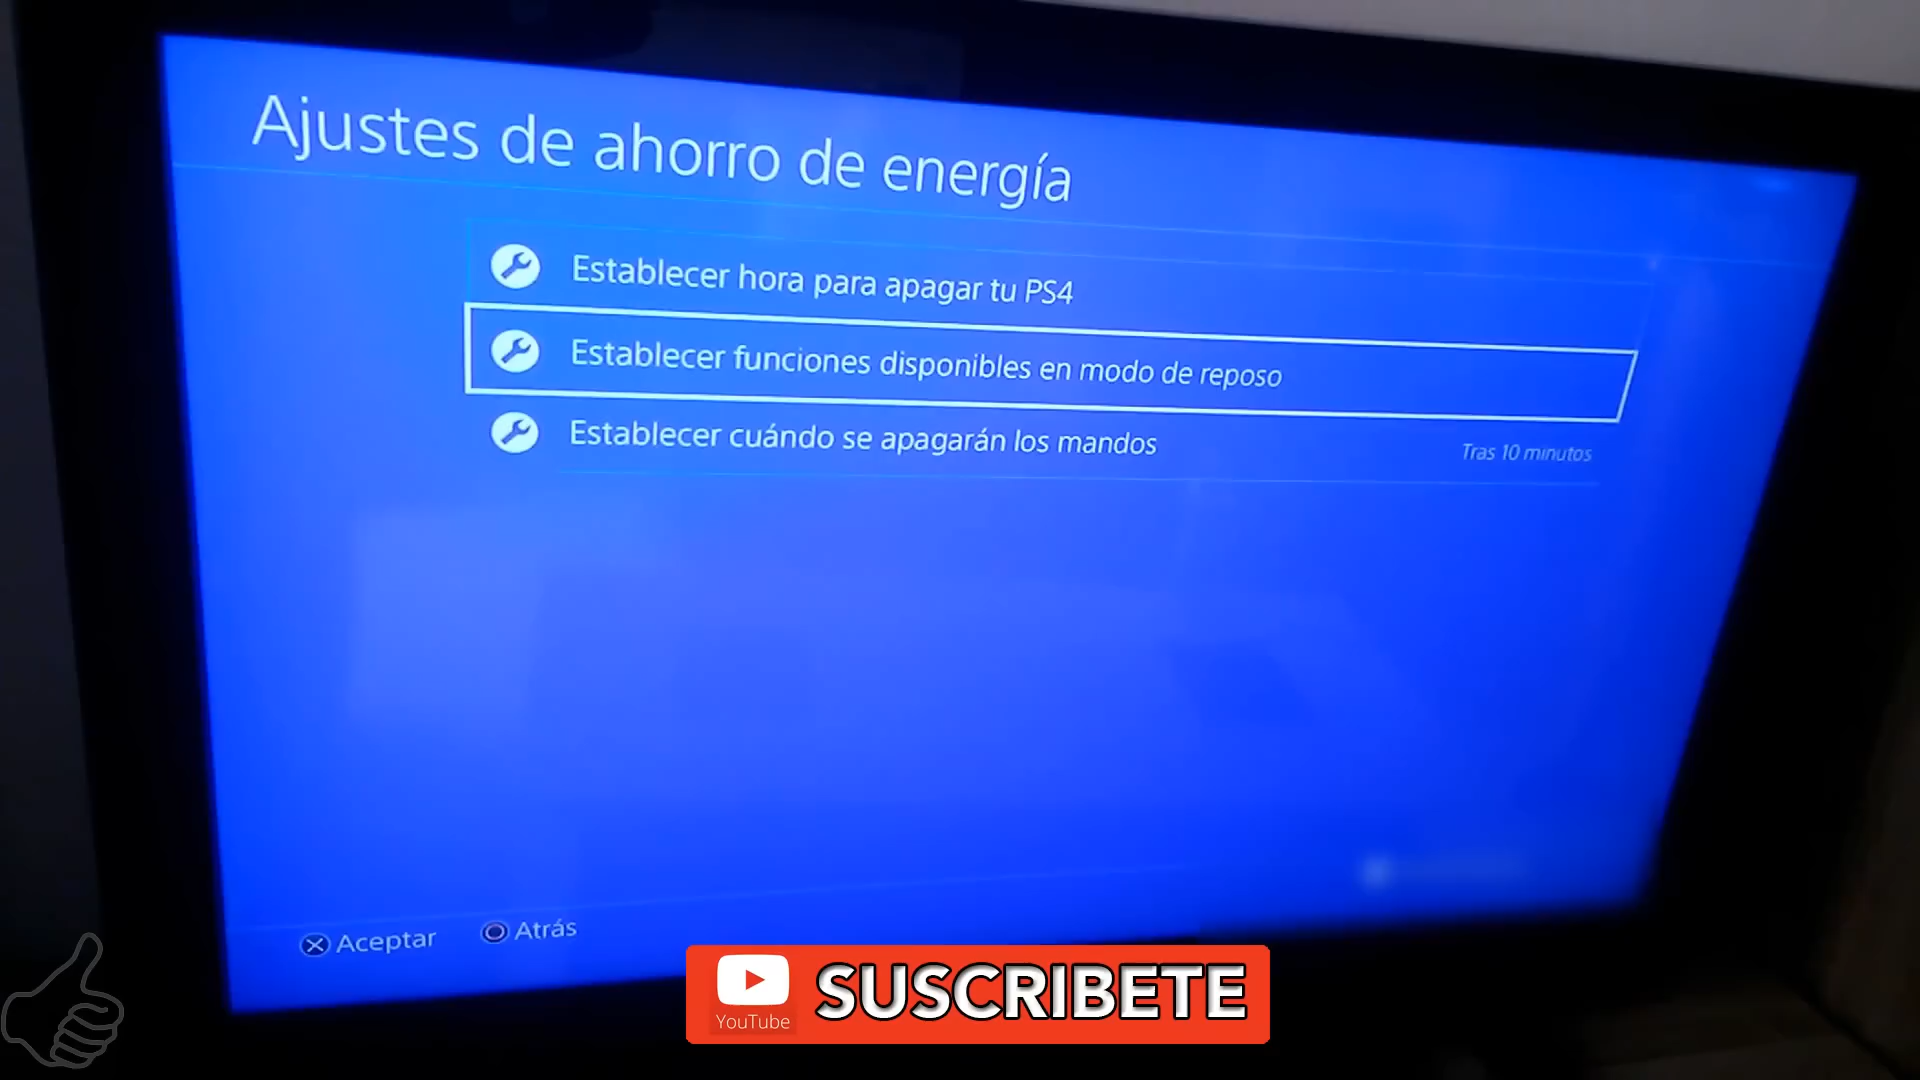 Ajustes de ahorro de energía
Establecer hora para apagar tu PS4
Establecer funciones disponibles en modo de reposo
Establecer cuándo se apagarán los mandos
Tras 10 minutos
Aceptar
Atrás
YouTube
SUSCRIBETE